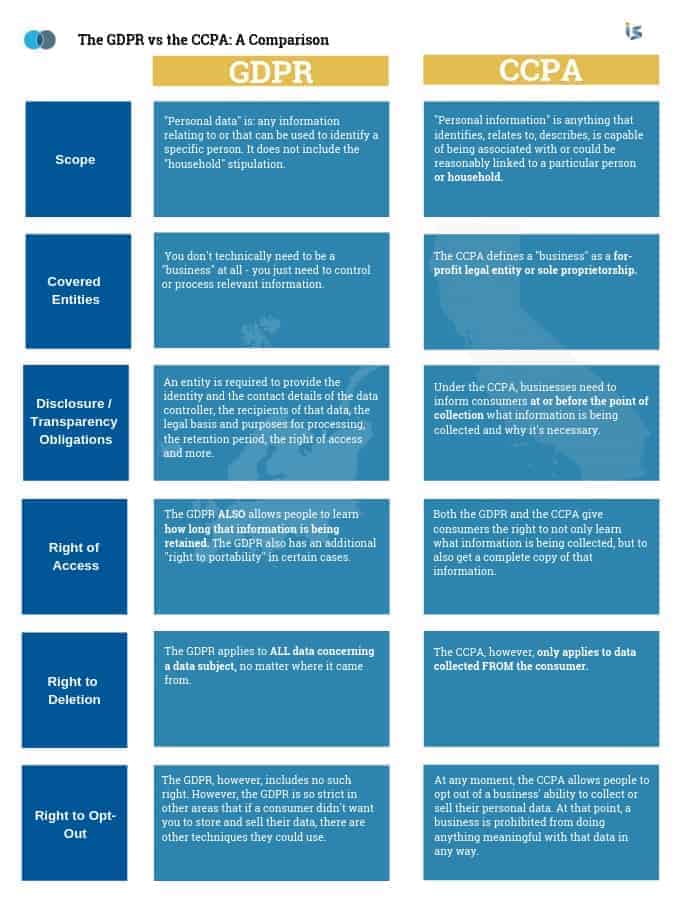 The GDPR vs the CCPA: A Comparison
is
GDPR
CCPA
Scope
"Personal data" is: any information
relating to or that can be used to identify a
specific person. It does not include the
"household" stipulation.
"Personal information" is anything that
identifies, relates to, describes, is capable
of being associated with or could be
reasonably linked to a particular person
or household.
Covered
Entities
You don't technically need to be a
"business" at all - you just need to control
or process relevant information.
The CCPA defines a "business" as a for-
profit legal entity or sole proprietorship.
Disclosure /
Transparency
Obligations
An entity is required to provide the
identity and the contact details of the data
controller, the recipients of that data, the
legal basis and purposes for processing,
the retention period, the right of access
and more.
Under the CCPA, businesses need to
inform consumers at or before the point of
collection what information is being
collected and why it's necessary.
Right of
Access
The GDPR ALSO allows people to learn
how long that information is being
retained. The GDPR also has an additional
"right to portability" in certain cases.
Both the GDPR and the CCPA give
consumers the right to not only learn
what information is being collected, but to
also get a complete copy of that
information.
Right to
Deletion
The GDPR applies to ALL data concerning
a data subject, no matter where it came
from.
The CCPA, however, only applies to data
collected FROM the consumer.
Right to Opt-
Out
The GDPR, however, includes no such
right. However, the GDPR is so strict in
other areas that if a consumer didn't want
you to store and sell their data, there are
other techniques they could use.
At any moment, the CCPA allows people to
opt out of a business' ability to collect or
sell their personal data. At that point, a
business is prohibited from doing
anything meaningful with that data in
any way.